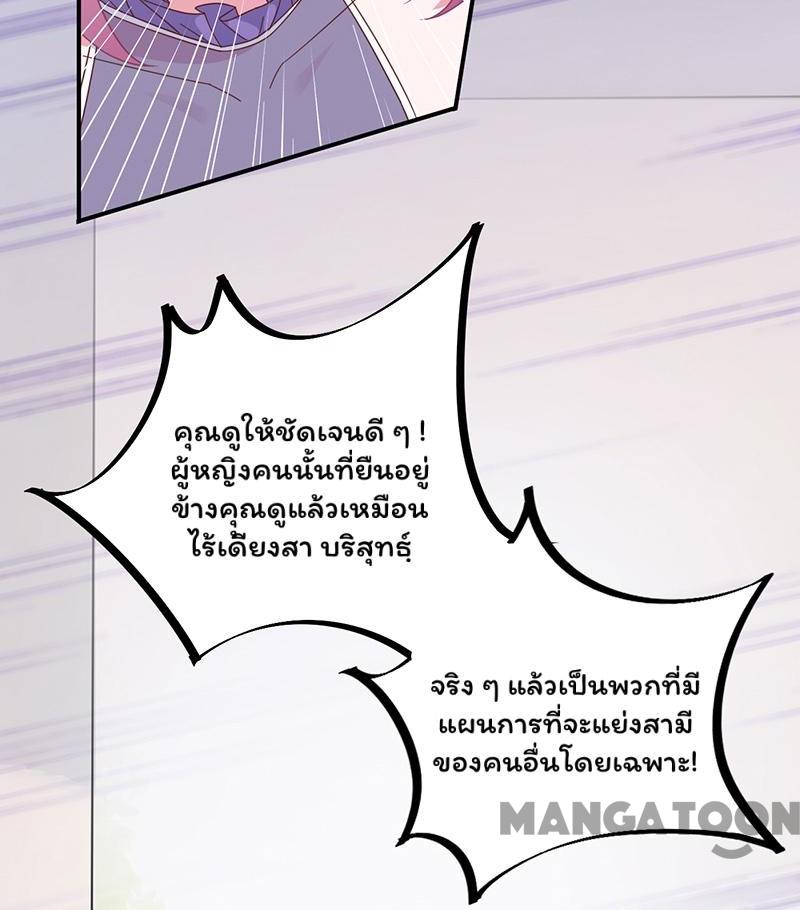 คุณดูให้ชัดเจนดี ๆ !
ผู้หญิงคนนั้นที่ยืนอยู่
ข้างคุณดูแล้วเหมือน
ไร้เดียงสา บริสุทธิ์
จริง ๆ แล้วเป็นพวกที่มี
แผนการที่จะแย่งสามี
ของคนอื่นโดยเฉพาะ!
MANGATOON